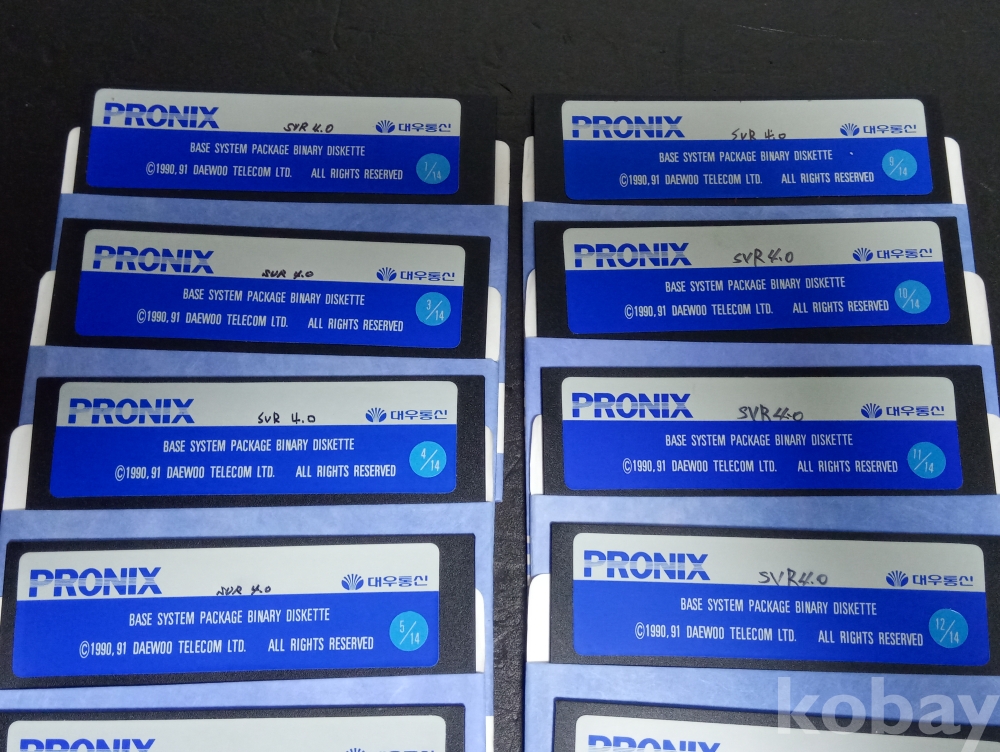 PRONIX SVR 4.0 대우통신
BASE SYSTEM PACKAGE BINARY DISKETTE
©1990,91 DAEWOO TELECOM LTD. ALL RIGHTS RESERVED 1/14
PRONIX SVR 4.0 대우통신
BASE SYSTEM PACKAGE BINARY DISKETTE
©1990,91 DAEWOO TELECOM LTD. ALL RIGHTS RESERVED 3/14
PRONIX SVR 4.0 대우통신
BASE SYSTEM PACKAGE BINARY DISKETTE
©1990,91 DAEWOO TELECOM LTD. ALL RIGHTS RESERVED 4/14
PRONIX SVR 4.0 대우통신
BASE SYSTEM PACKAGE BINARY DISKETTE
©1990,91 DAEWOO TELECOM LTD. ALL RIGHTS RESERVED 5/14
PRONIX 대우통신
PRONIX SVR 4.0 대우통신
BASE SYSTEM PACKAGE BINARY DISKETTE
©1990,91 DAEWOO TELECOM LTD. ALL RIGHTS RESERVED 9/14
PRONIX SVR 4.0 대우통신
BASE SYSTEM PACKAGE BINARY DISKETTE
©1990,91 DAEWOO TELECOM LTD. ALL RIGHTS RESERVED 10/14
PRONIX SVR 4.0 대우통신
BASE SYSTEM PACKAGE BINARY DISKETTE
©1990,91 DAEWOO TELECOM LTD. ALL RIGHTS RESERVED 11/14
PRONIX SVR4.0 대우통신
BASE SYSTEM PACKAGE BINARY DISKETTE
©1990,91 DAEWOO TELECOM LTD. ALL RIGHTS RESERVED 12/14
PRONIX
kobay